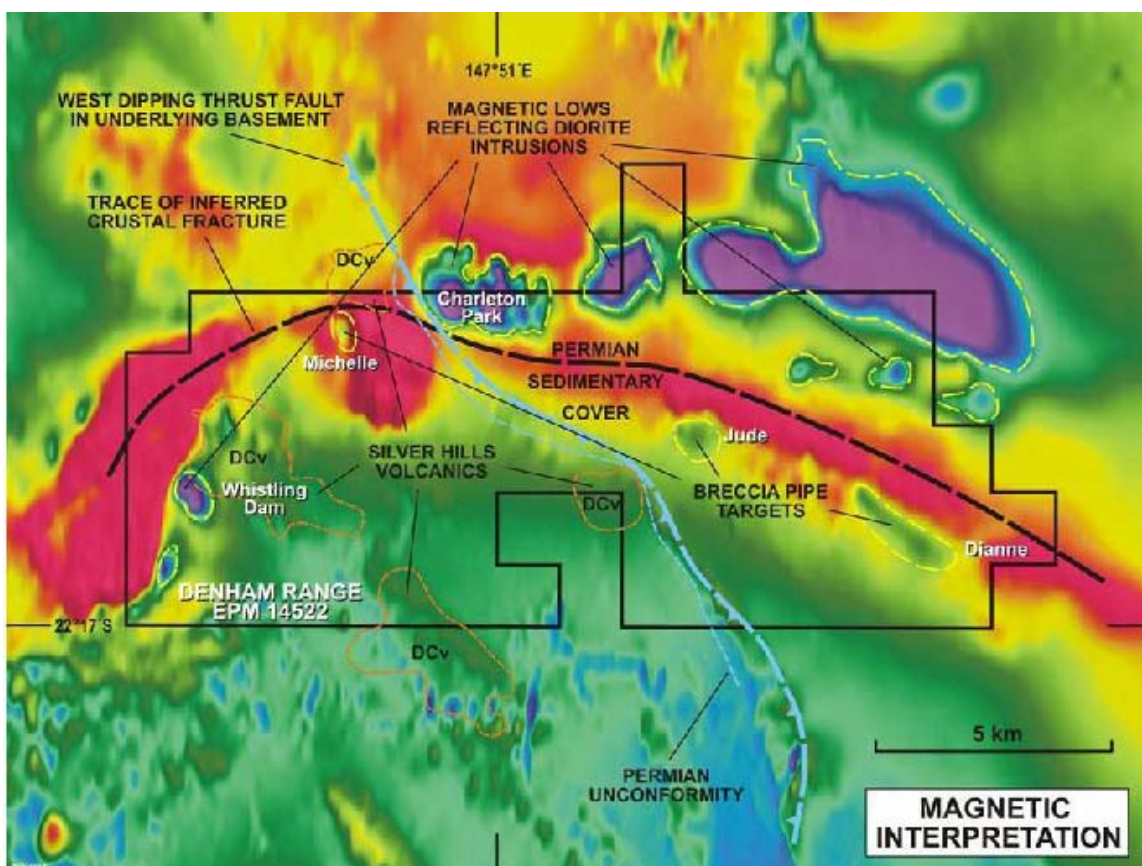 147°51´E
WEST DIPPING THRUST FAULT
IN UNDERLYING BASEMENT
MAGNETIC LOWS
REFLECTING DIORITE
INTRUSIONS
TRACE OF INFERRED
CRUSTAL FRACTURE
DCv
Charleton
Park
Michelle
PERMIAN
SEDIMENTARY
COVER
Jude
DCv
SILVER HILLS
VOLCANICS
Whistling
Dam
DCv
BRECCIA PIPE
TARGETS
Dianne
DENHAM RANGE
EPM 14522
22°17´S
DCv
5 km
PERMIAN
UNCONFORMITY
MAGNETIC
INTERPRETATION